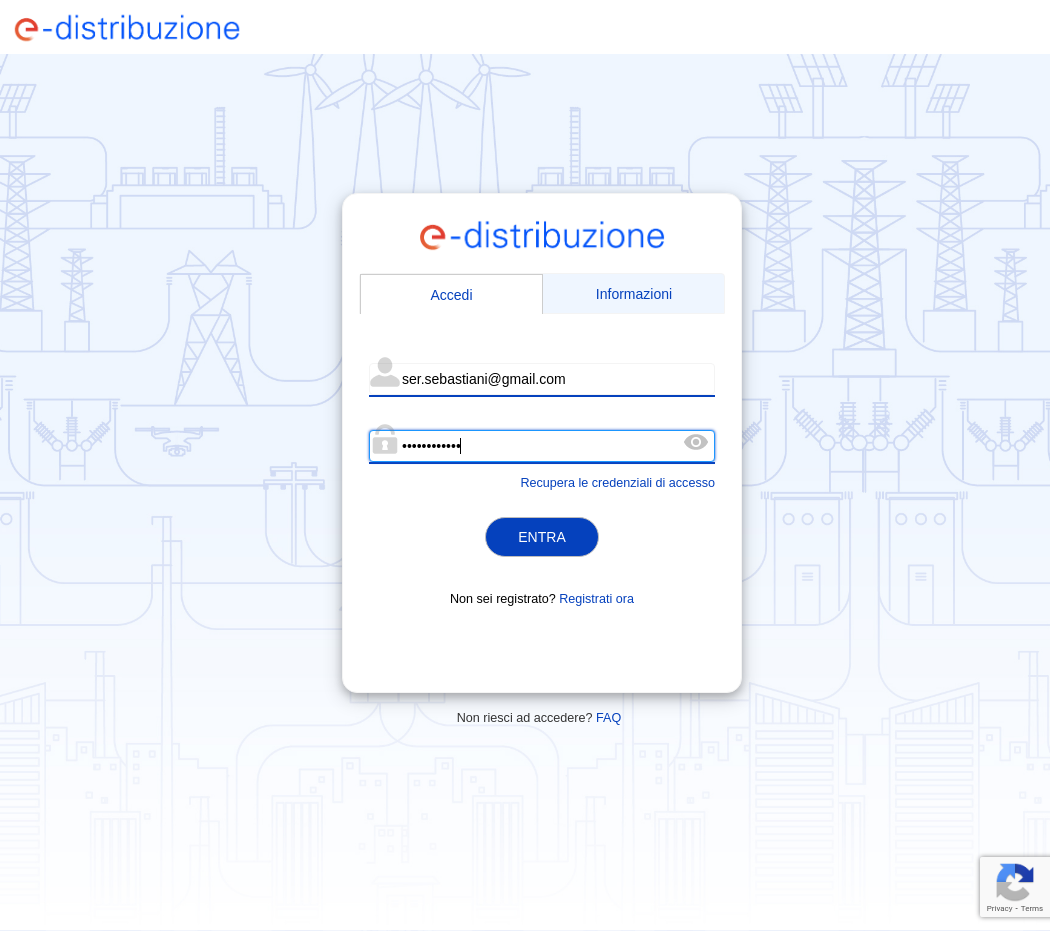 e-distribuzione
e-distribuzione
Accedi
Informazioni
ser.sebastiani@gmail.com
••••••••••••
Recupera le credenziali di accesso
ENTRA
Non sei registrato? Registrati ora
Non riesci ad accedere? FAQ
Privacy - Terms